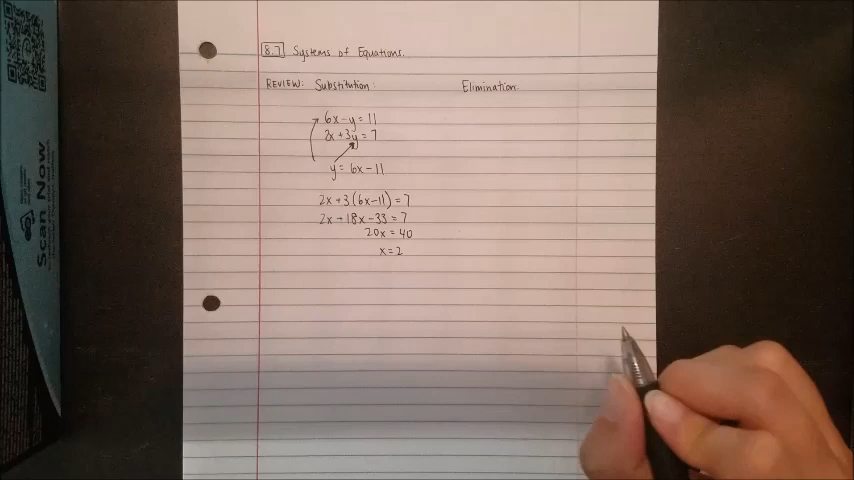 8.7 Systems of Equations.
REVIEW: Substitution: Elimination.
6x - y = 11
2x + 3y = 7
y = 6x - 11
2x + 3(6x - 11) = 7
2x + 18x - 33 = 7
20x = 40
x = 2
Scan Now